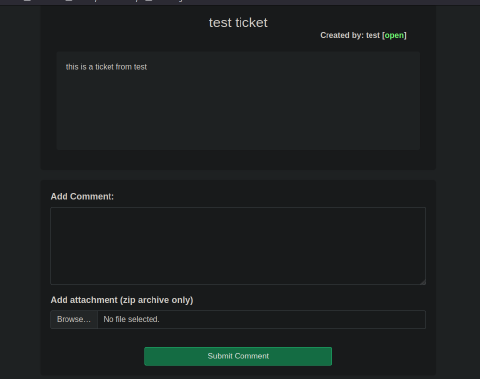 test ticket
Created by: test [open]
this is a ticket from test
Add Comment:
Add attachment (zip archive only)
Browse... No file selected.
Submit Comment